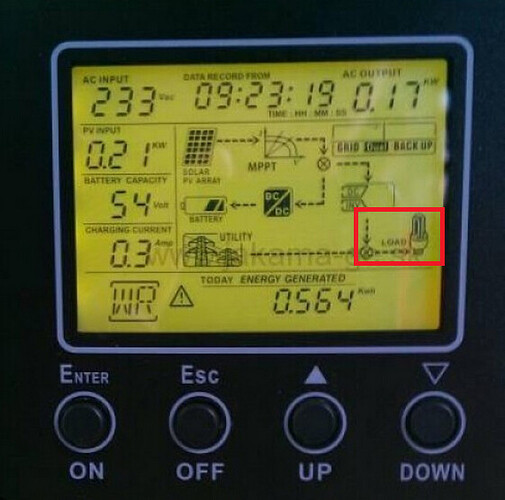 AC INPUT
233 Vac
DATA RECORD FROM
09:23:19
TIME : HH : MM : SS
AC OUTPUT
0.17 KW
PV INPUT
0.21 KW
SOLAR
PV ARRAY
MPPT
GRID Dual BACK UP
BATTERY CAPACITY
54 Volt
BATTERY
DC/DC
DC
CHARGING CURRENT
0.3 Amp
UTILITY
LOAD
TODAY ENERGY GENERATED
0.564 Kwh
ENTER
ESC
ON
OFF
UP
DOWN